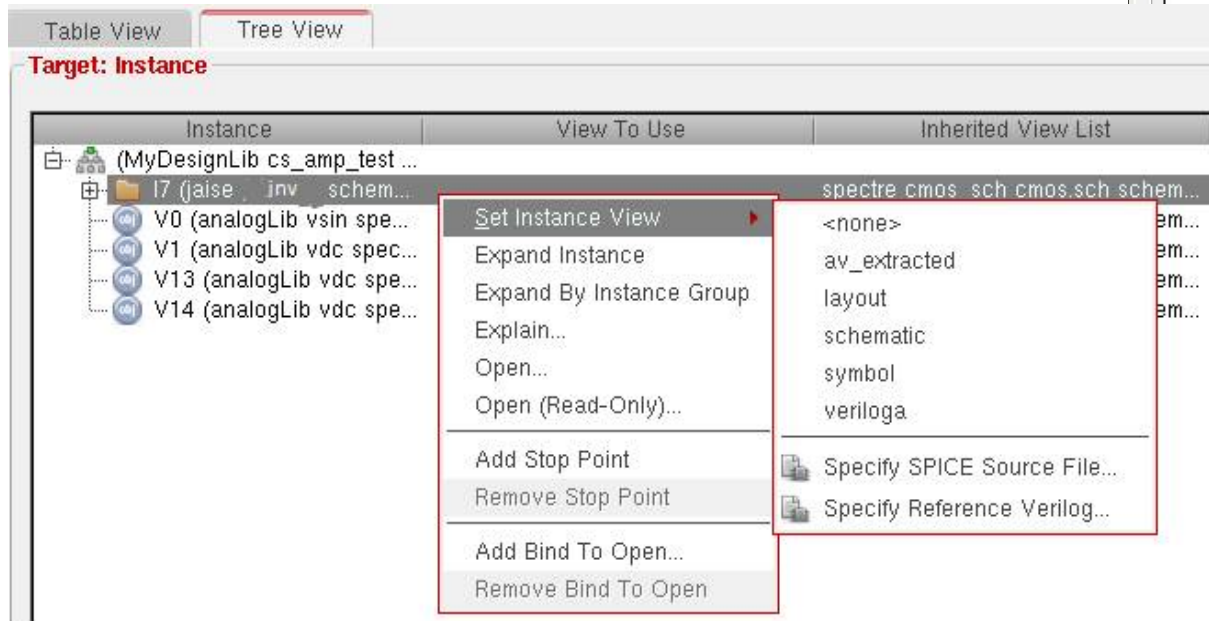 Table View Tree View
Target: Instance
Instance View To Use Inherited View List
(MyDesignLib cs_amp_test ...
I7 (jaise inv schem... spectre cmos_sch cmos.sch schem...
V0 (analogLib vsin spe... em...
V1 (analogLib vdc spec... em...
V13 (analogLib vdc spe... em...
V14 (analogLib vdc spe... em...
Set Instance View
Expand Instance
Expand By Instance Group
Explain...
Open...
Open (Read-Only)...
Add Stop Point
Remove Stop Point
Add Bind To Open...
Remove Bind To Open
<none>
av_extracted
layout
schematic
symbol
veriloga
Specify SPICE Source File...
Specify Reference Verilog...